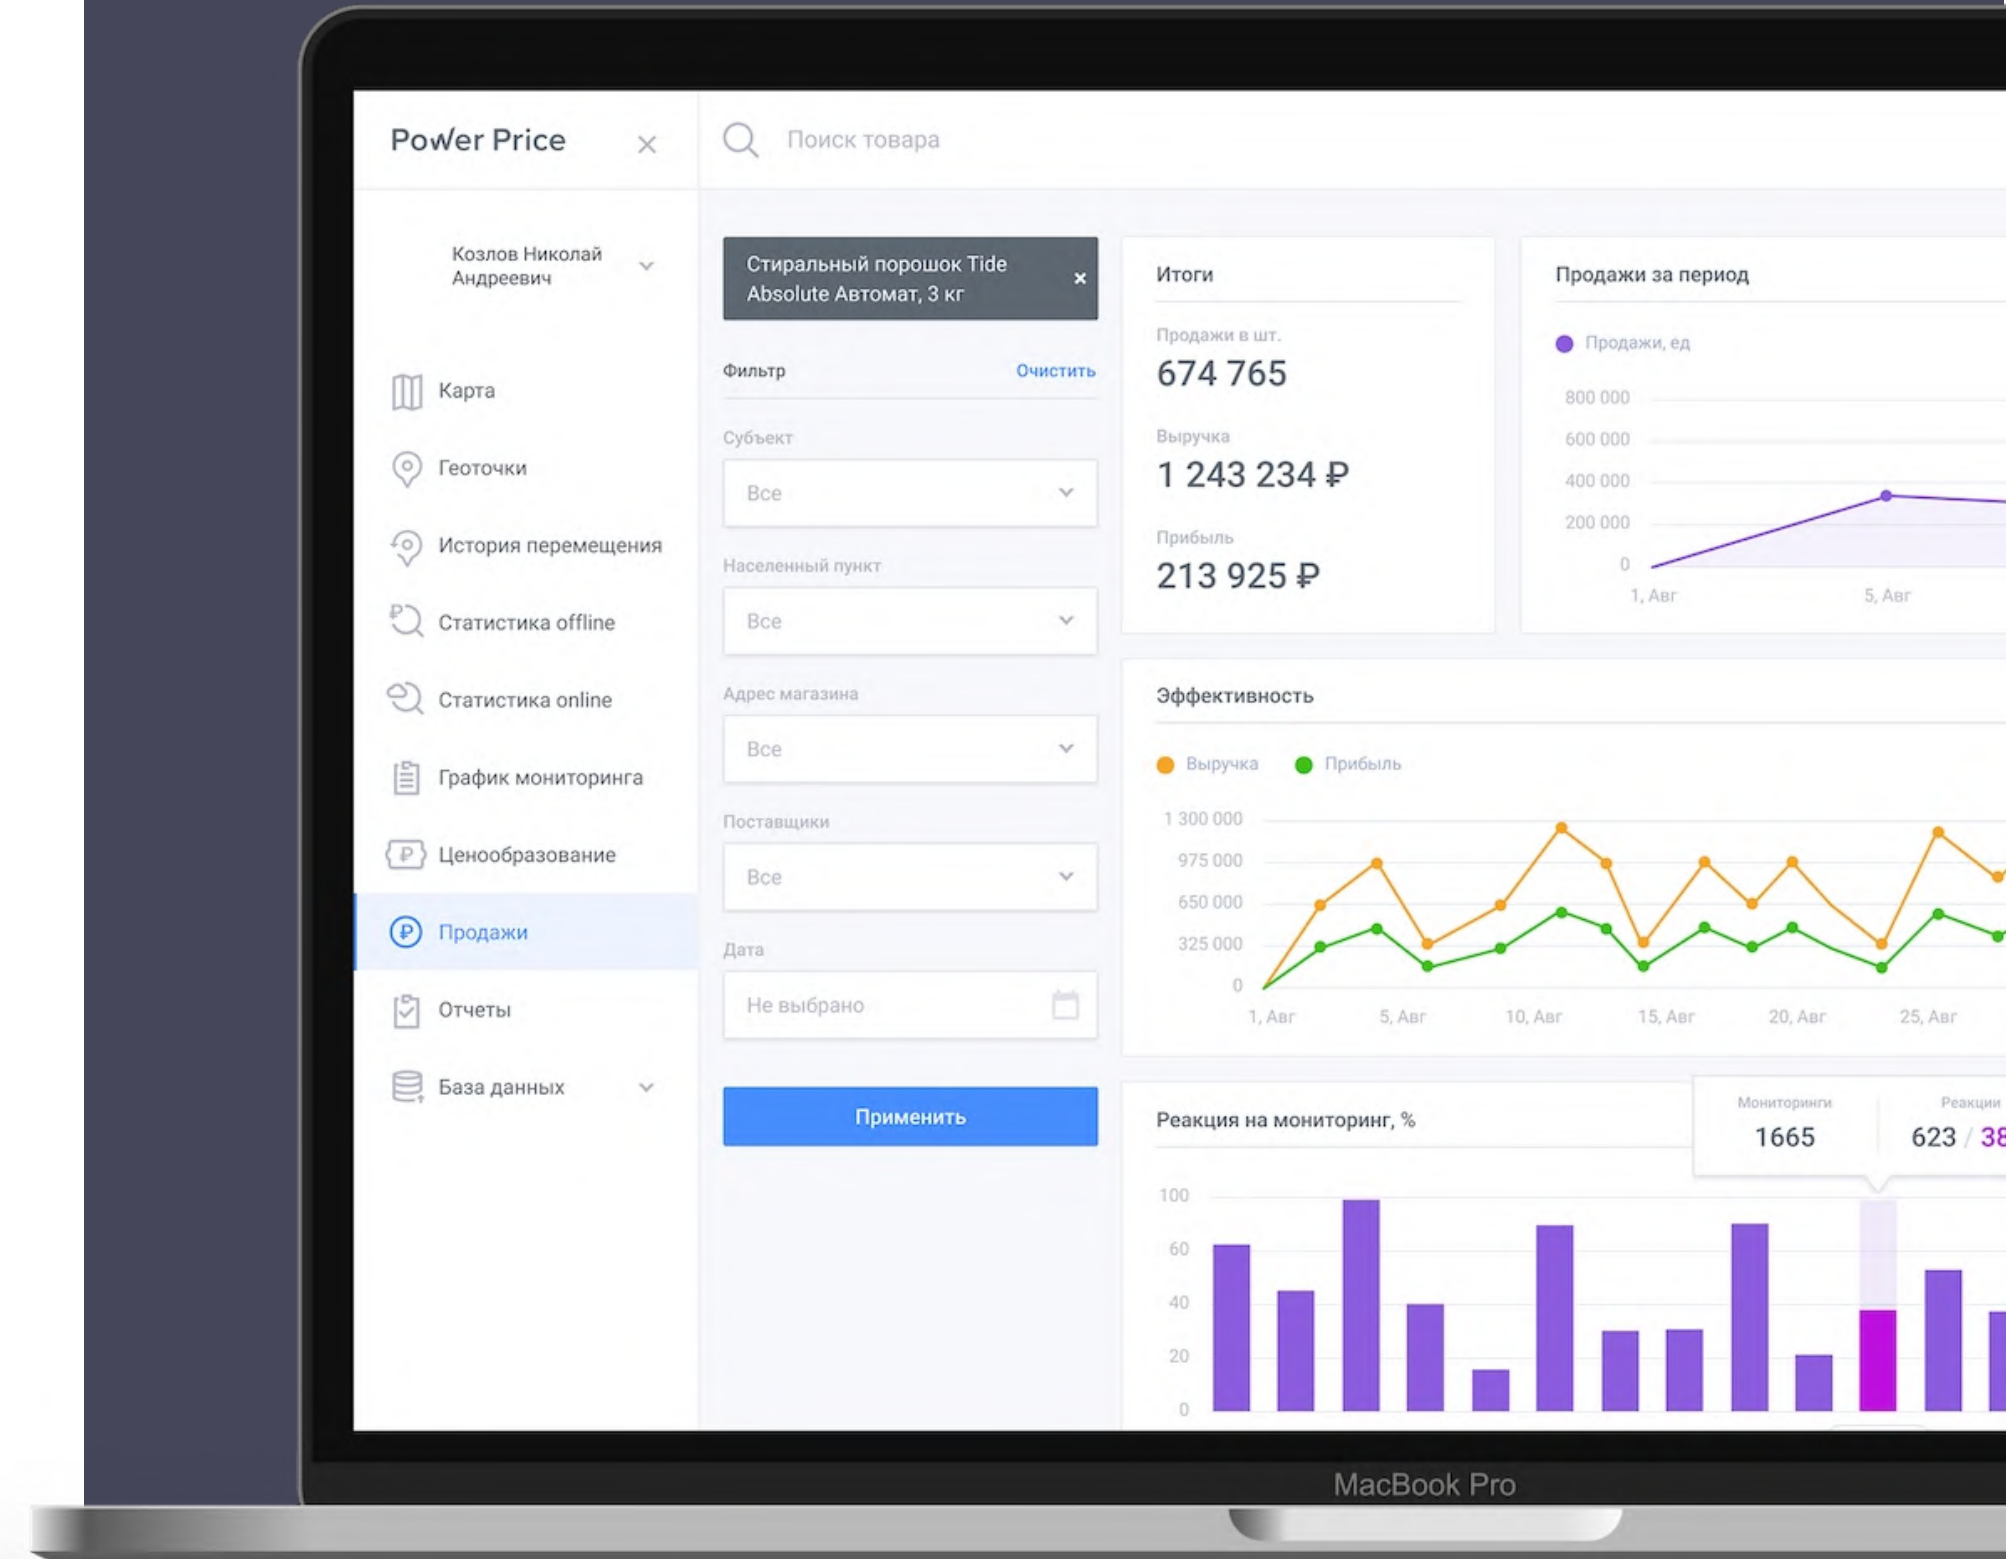 Power Price
Поиск товара
Козлов Николай
Андреевич
Карта
Геоточки
История перемещения
Статистика offline
Статистика online
График мониторинга
Ценообразование
Продажи
Отчеты
База данных
Стиральный порошок Tide
Absolute Автомат, 3 кг
Фильтр
Очистить
Субъект
Все
Населенный пункт
Все
Адрес магазина
Все
Поставщики
Все
Дата
Не выбрано
Применить
Итоги
Продажи в шт.
674 765
Выручка
1 243 234 ₽
Прибыль
213 925 ₽
Продажи за период
Продажи, ед
800 000
600 000
400 000
200 000
0
1, Авг
5, Авг
Эффективность
Выручка
Прибыль
1 300 000
975 000
650 000
325 000
0
1, Авг
5, Авг
10, Авг
15, Авг
20, Авг
25, Авг
Реакция на мониторинг, %
Мониторинги
1665
Реакции
623 / 38
100
60
40
20
0
MacBook Pro